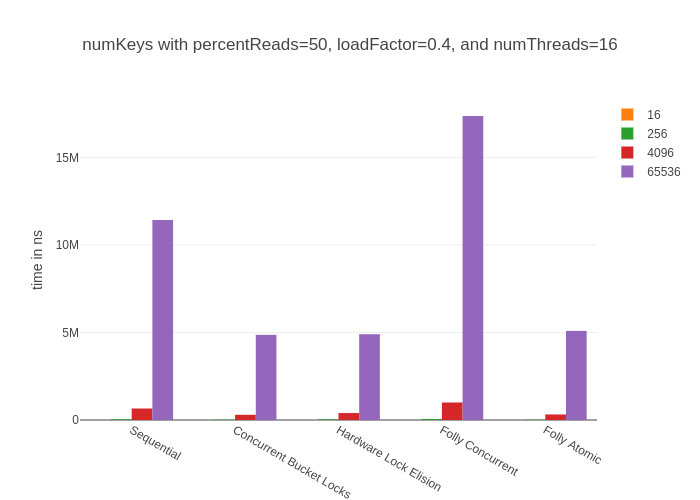 numKeys with percentReads=50, loadFactor=0.4, and numThreads=16
16
256
4096
65536
15M
10M
5M
0
time in ns
Sequential
Concurrent Bucket Locks
Hardware Lock Elision
Folly Concurrent
Folly Atomic